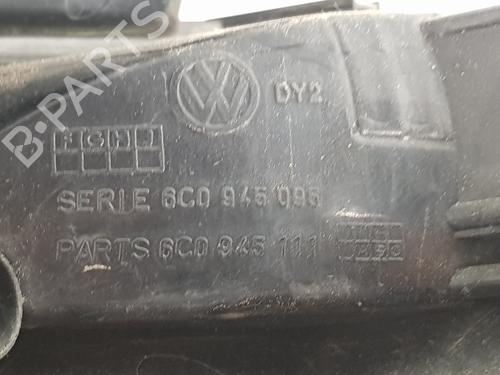 DY2
SERIE 6C0 945 095
PARTS 6C0 945 111
B-PARTS